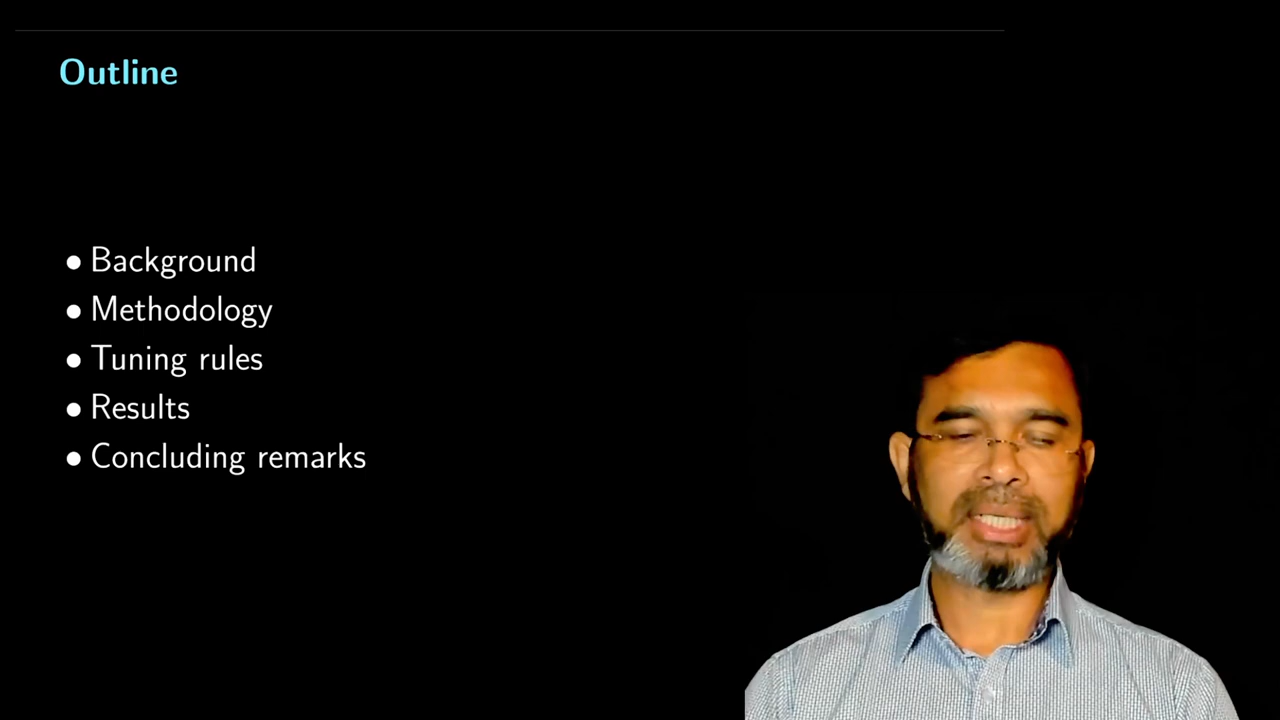 Outline
• Background
• Methodology
• Tuning rules
• Results
• Concluding remarks